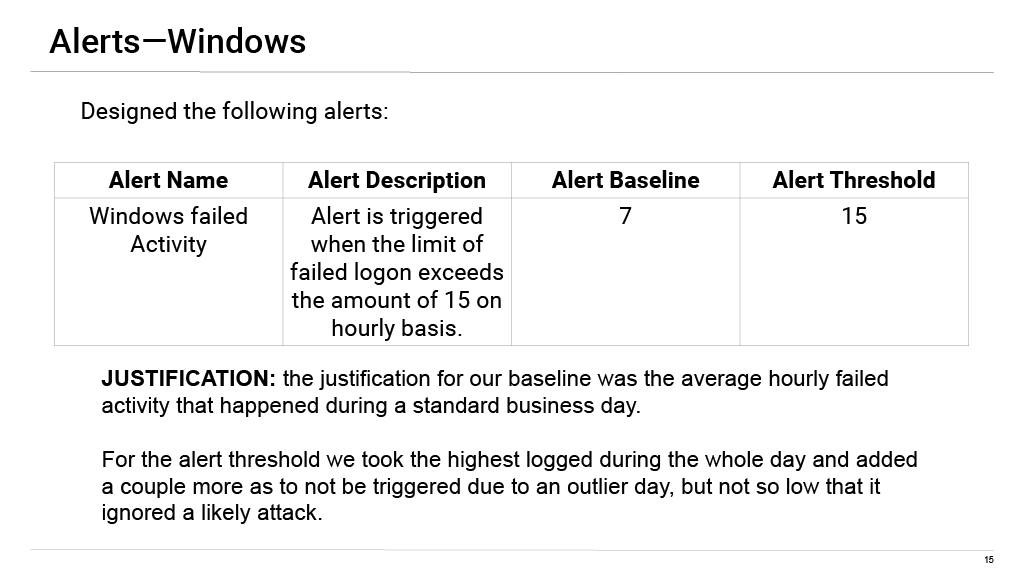 Alerts—Windows
Designed the following alerts:
Alert Name Alert Description Alert Baseline Alert Threshold
Windows failed
Activity
Alert is triggered
when the limit of
failed logon exceeds
the amount of 15 on
hourly basis.
7
15
JUSTIFICATION: the justification for our baseline was the average hourly failed
activity that happened during a standard business day.
For the alert threshold we took the highest logged during the whole day and added
a couple more as to not be triggered due to an outlier day, but not so low that it
ignored a likely attack.
15